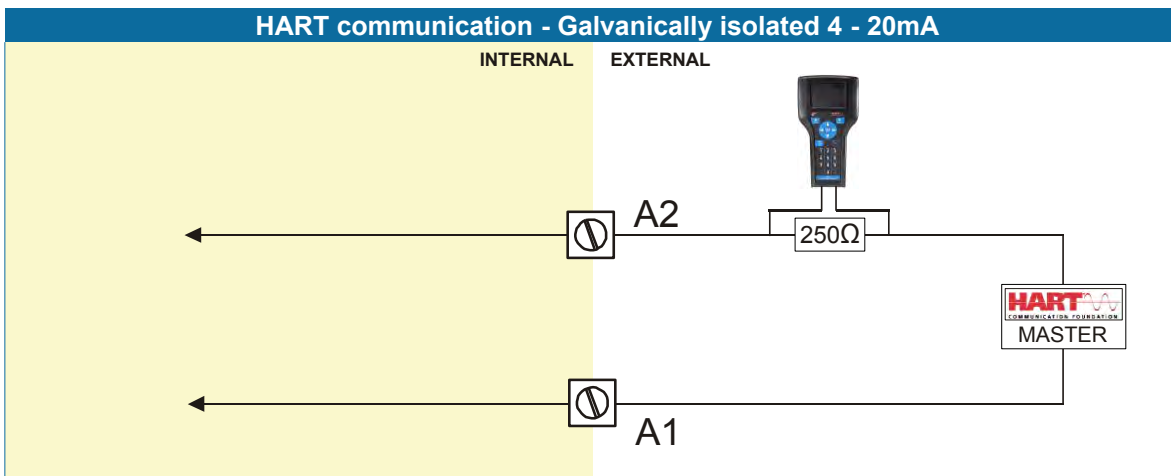 HART communication - Galvanically isolated 4 - 20mA
INTERNAL EXTERNAL
A2
250Ω
HART
COMMUNICATION FOUNDATION
MASTER
A1